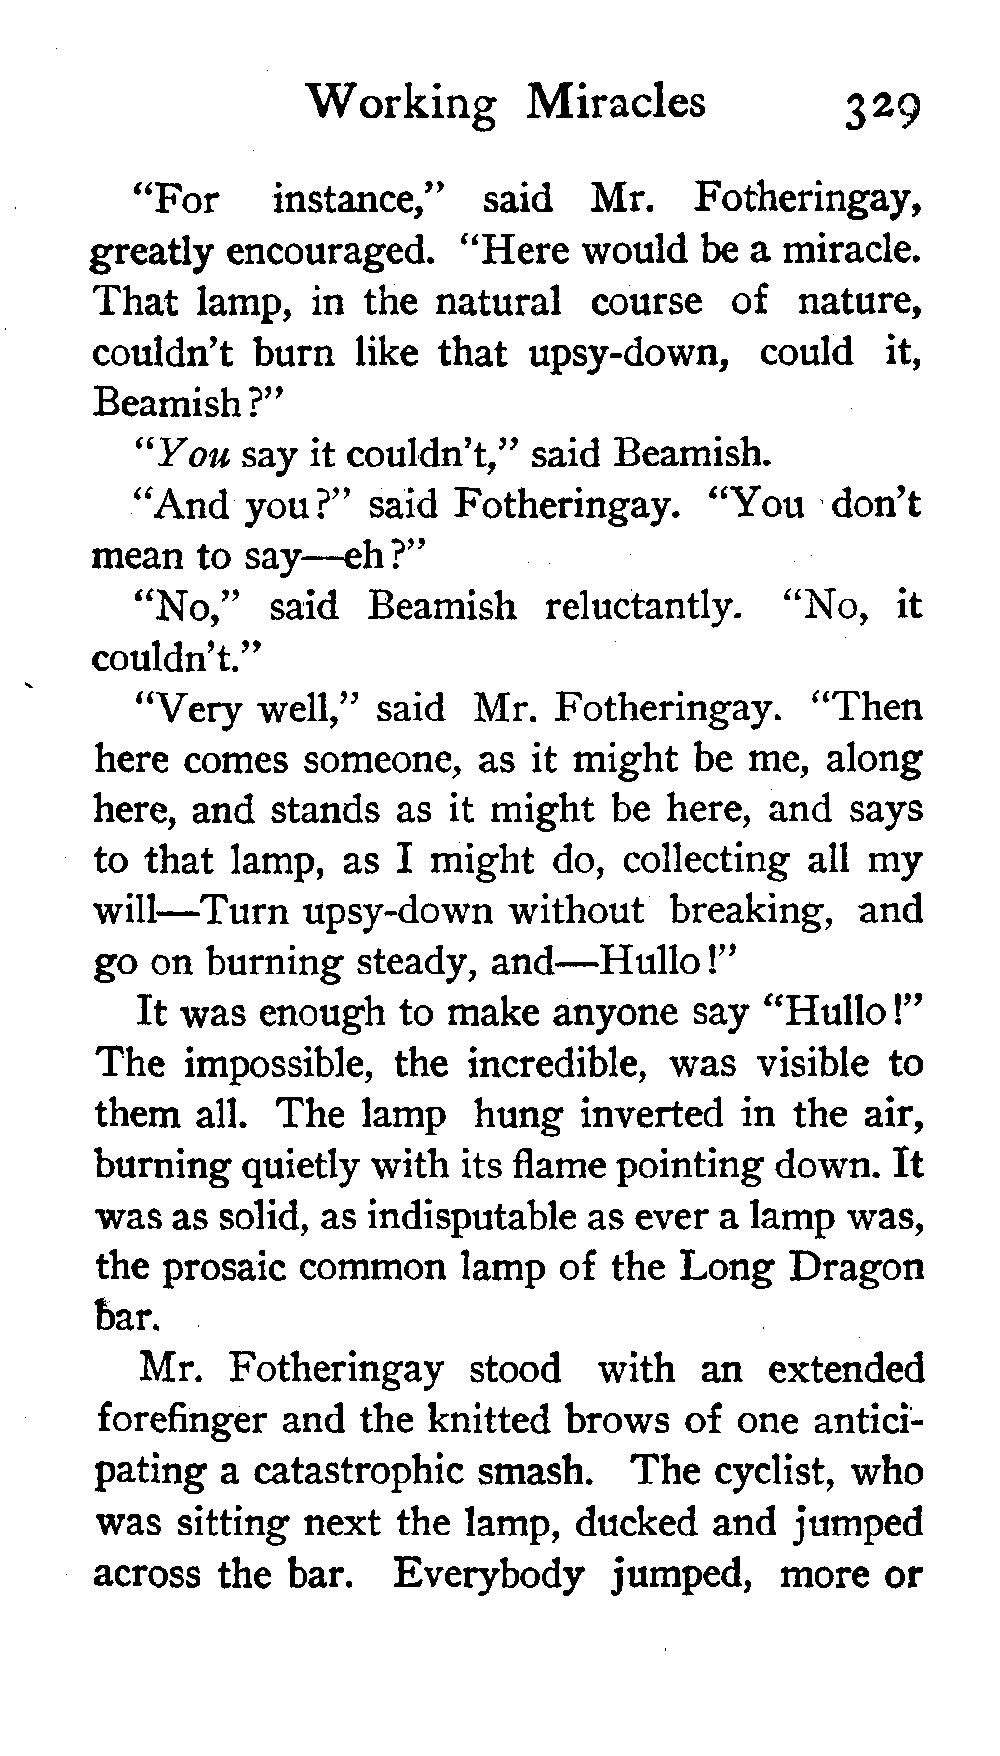 Working Miracles 329
"For instance," said Mr. Fotheringay,
greatly encouraged. "Here would be a miracle.
That lamp, in the natural course of nature,
couldn't burn like that upsy-down, could it,
Beamish?"
"You say it couldn't," said Beamish.
"And you?" said Fotheringay. "You don't
mean to say—eh?"
"No," said Beamish reluctantly. "No, it
couldn't."
"Very well," said Mr. Fotheringay. "Then
here comes someone, as it might be me, along
here, and stands as it might be here, and says
to that lamp, as I might do, collecting all my
will—Turn upsy-down without breaking, and
go on burning steady, and—Hullo!"
It was enough to make anyone say "Hullo!"
The impossible, the incredible, was visible to
them all. The lamp hung inverted in the air,
burning quietly with its flame pointing down. It
was as solid, as indisputable as ever a lamp was,
the prosaic common lamp of the Long Dragon
bar.
Mr. Fotheringay stood with an extended
forefinger and the knitted brows of one antici-
pating a catastrophic smash. The cyclist, who
was sitting next the lamp, ducked and jumped
across the bar. Everybody jumped, more or